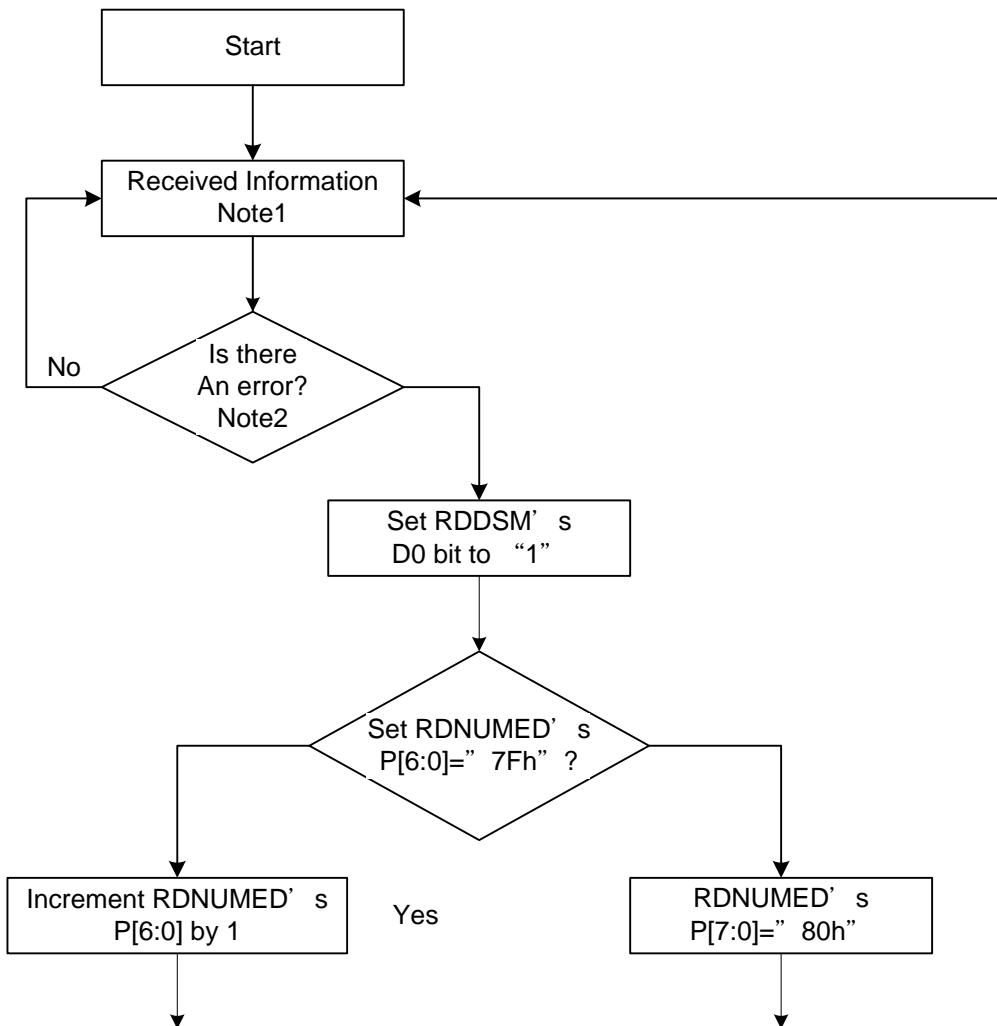 Start
Received Information
Note1
Is there
An error?
Note2
No
Set RDDSM’ s
D0 bit to “1”
Set RDNUMED’ s
P[6:0]=” 7Fh” ?
Increment RDNUMED’ s
P[6:0] by 1
Yes
RDNUMED’ s
P[7:0]=” 80h”